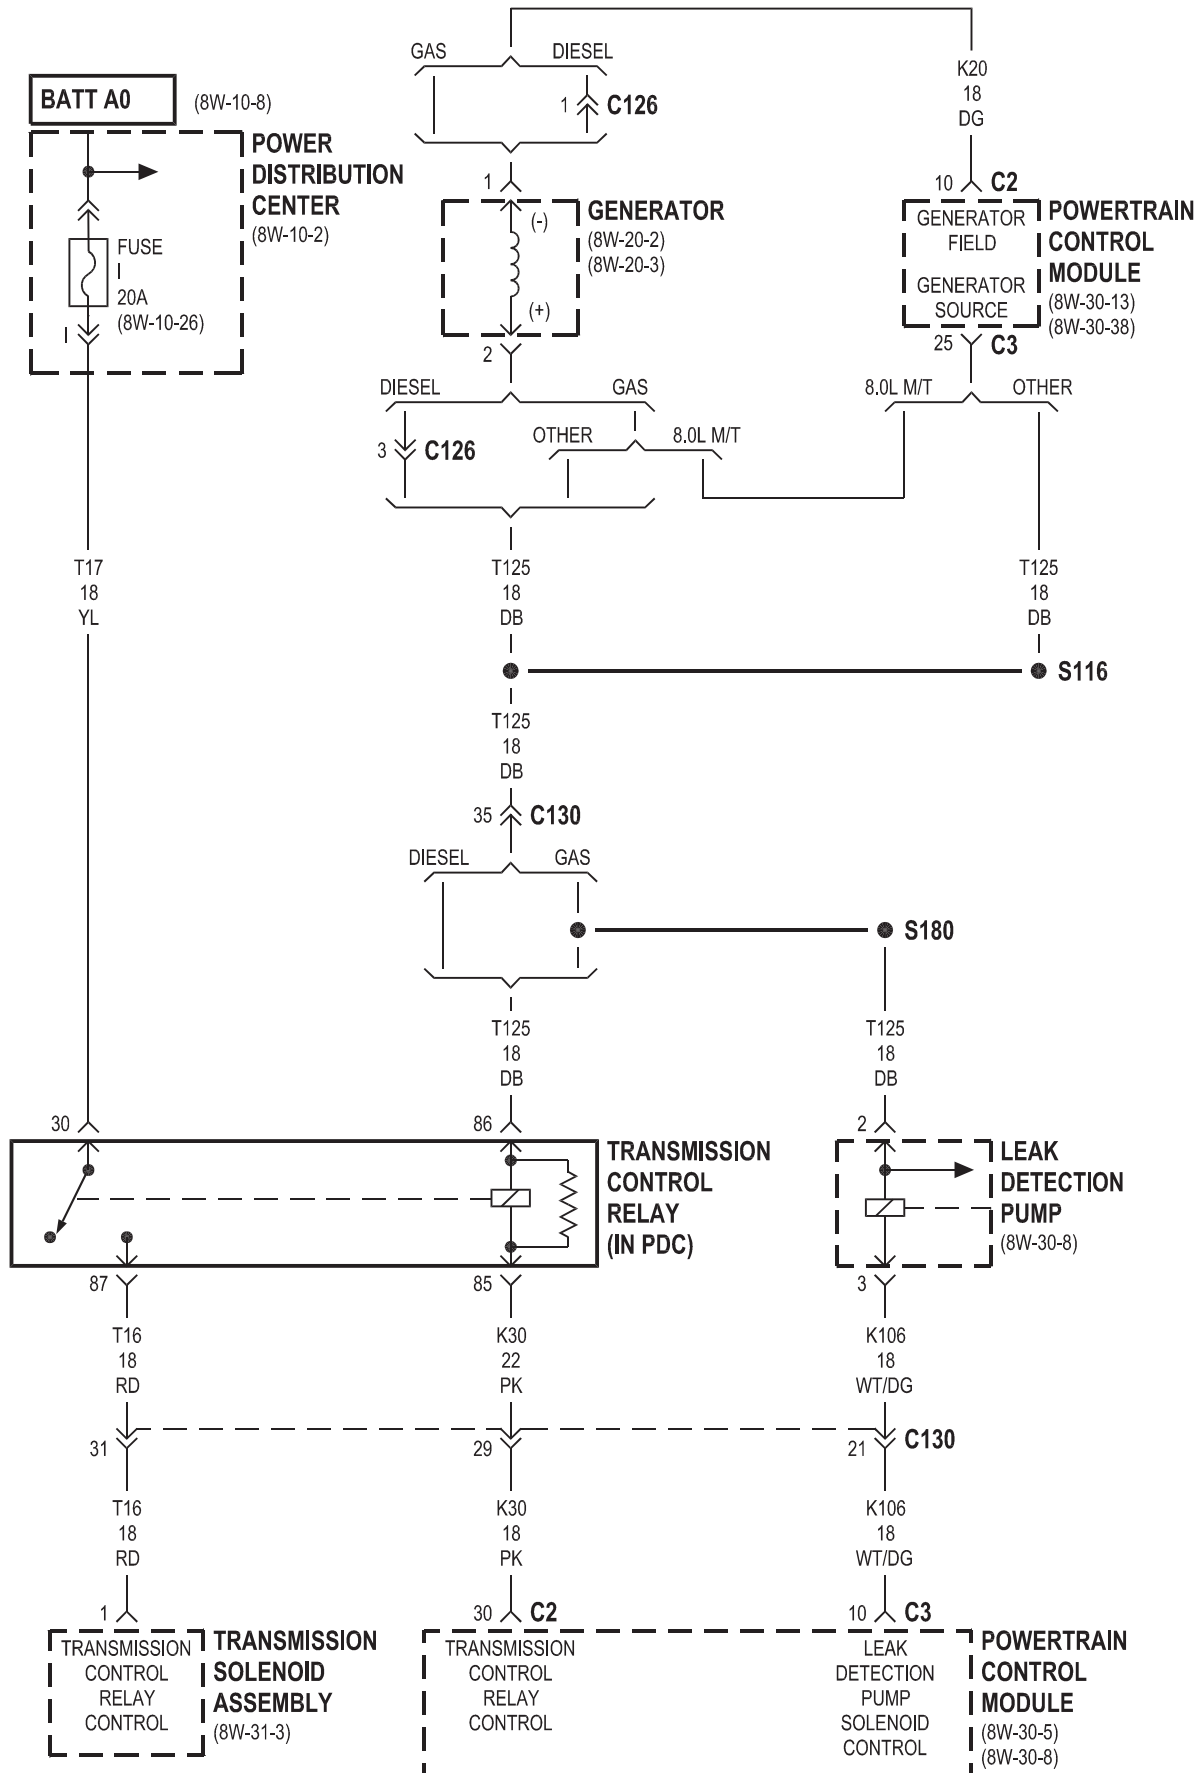 GAS
DIESEL
1
C126
K20
18
DG
BATT A0
(8W-10-8)
POWER
DISTRIBUTION
CENTER
(8W-10-2)
FUSE
I
20A
(8W-10-26)
I
1
GENERATOR
(8W-20-2)
(8W-20-3)
(-)
(+)
2
10
C2
GENERATOR
FIELD
GENERATOR
SOURCE
POWERTRAIN
CONTROL
MODULE
(8W-30-13)
(8W-30-38)
25
C3
DIESEL
GAS
8.0L M/T
OTHER
3
C126
OTHER
8.0L M/T
T17
18
YL
T125
18
DB
T125
18
DB
S116
T125
18
DB
35
C130
DIESEL
GAS
S180
T125
18
DB
T125
18
DB
30
86
2
TRANSMISSION
CONTROL
RELAY
(IN PDC)
LEAK
DETECTION
PUMP
(8W-30-8)
87
85
3
T16
18
RD
K30
22
PK
K106
18
WT/DG
31
29
21
C130
T16
18
RD
K30
18
PK
K106
18
WT/DG
1
30
C2
10
C3
TRANSMISSION
CONTROL
RELAY
CONTROL
TRANSMISSION
SOLENOID
ASSEMBLY
(8W-31-3)
TRANSMISSION
CONTROL
RELAY
CONTROL
LEAK
DETECTION
PUMP
SOLENOID
CONTROL
POWERTRAIN
CONTROL
MODULE
(8W-30-5)
(8W-30-8)